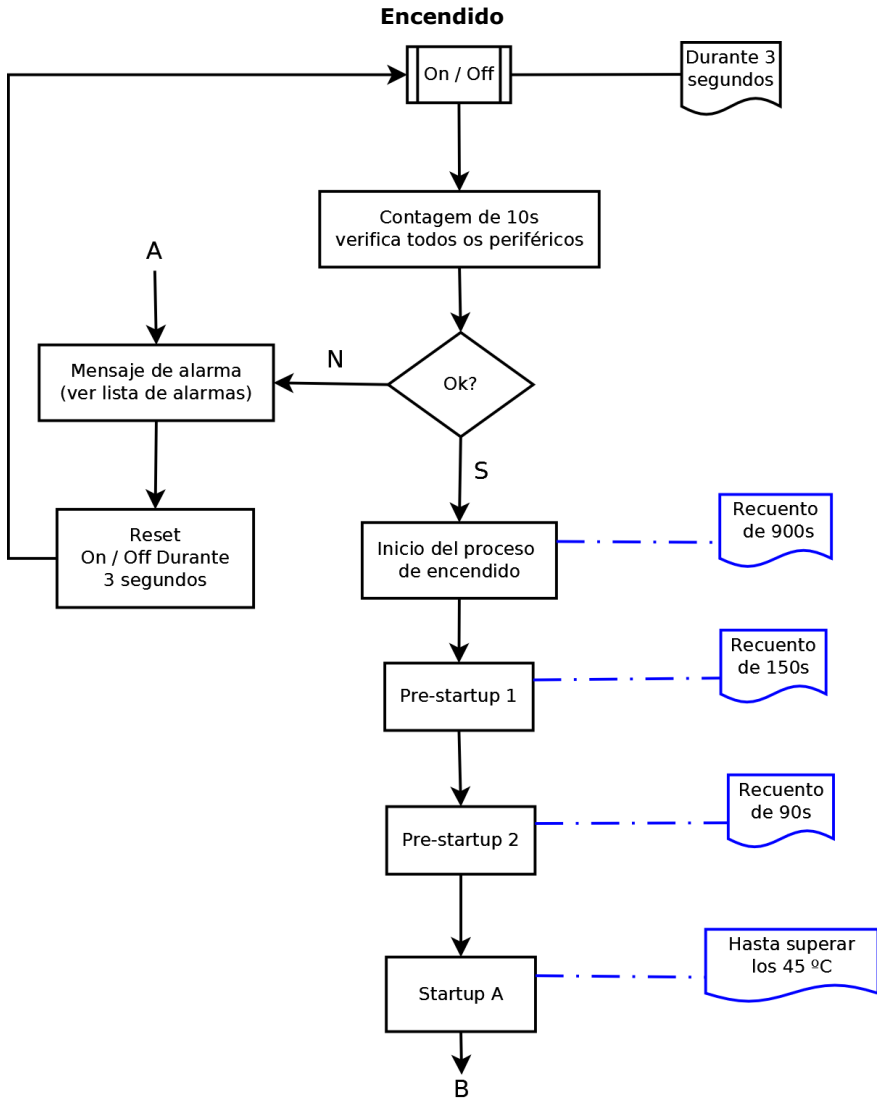 Encendido
On / Off
Durante 3
segundos
Contagem de 10s
verifica todos os periféricos
A
Mensaje de alarma
(ver lista de alarmas)
N
Ok?
S
Reset
On / Off Durante
3 segundos
Inicio del proceso
de encendido
Recuento
de 900s
Pre-startup 1
Recuento
de 150s
Pre-startup 2
Recuento
de 90s
Startup A
Hasta superar
los 45 ºC
B